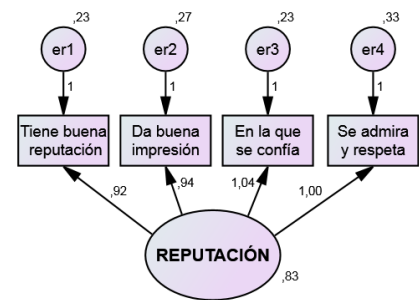 ,23
,27
,23
,33
er1
er2
er3
er4
1
1
1
1
Tiene buena
reputación
Da buena
impresión
En la que
se confía
Se admira
y respeta
,92
,94
1,04
1,00
REPUTACIÓN
,83